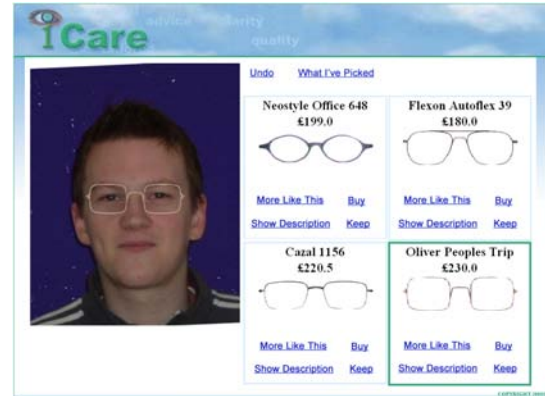 iCare
advice clarity
quality
Undo What I've Picked
Neostyle Office 648
£199.0
More Like This Buy
Show Description Keep
Flexon Autoflex 39
£180.0
More Like This Buy
Show Description Keep
Cazal 1156
£220.5
More Like This Buy
Show Description Keep
Oliver Peoples Trip
£230.0
More Like This Buy
Show Description Keep